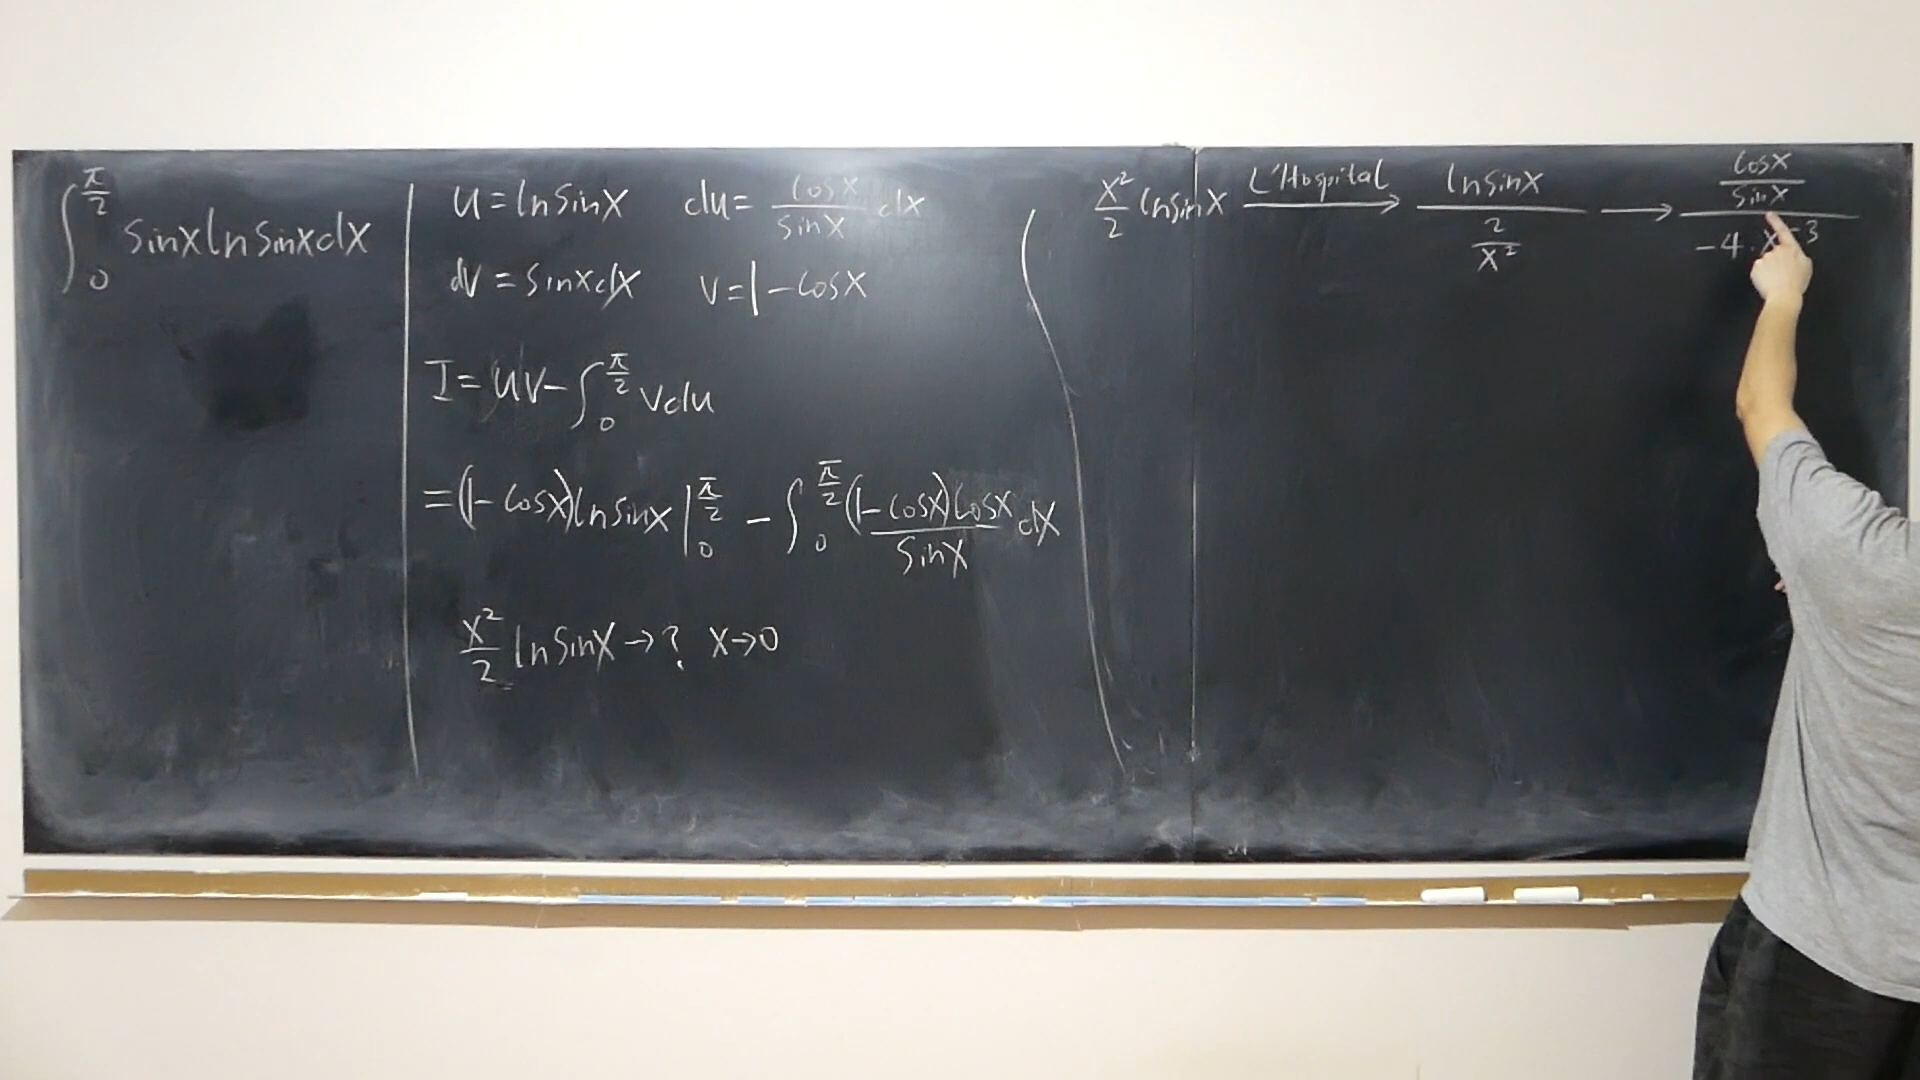 ∫₀^(π/2) sinx ln sinx dx
u = ln sinx   du = cosx/sinx dx
dv = sinx dx   v = 1 - cosx
I = uv - ∫₀^(π/2) v du
= (1 - cosx) ln sinx |₀^(π/2) - ∫₀^(π/2) (1 - cosx) cosx / sinx dx
x²/2 ln sinx → ? x → 0
x²/2 ln sinx L'Hospital → ln sinx / (2/x²) → (cosx/sinx) / (-4·x⁻³)